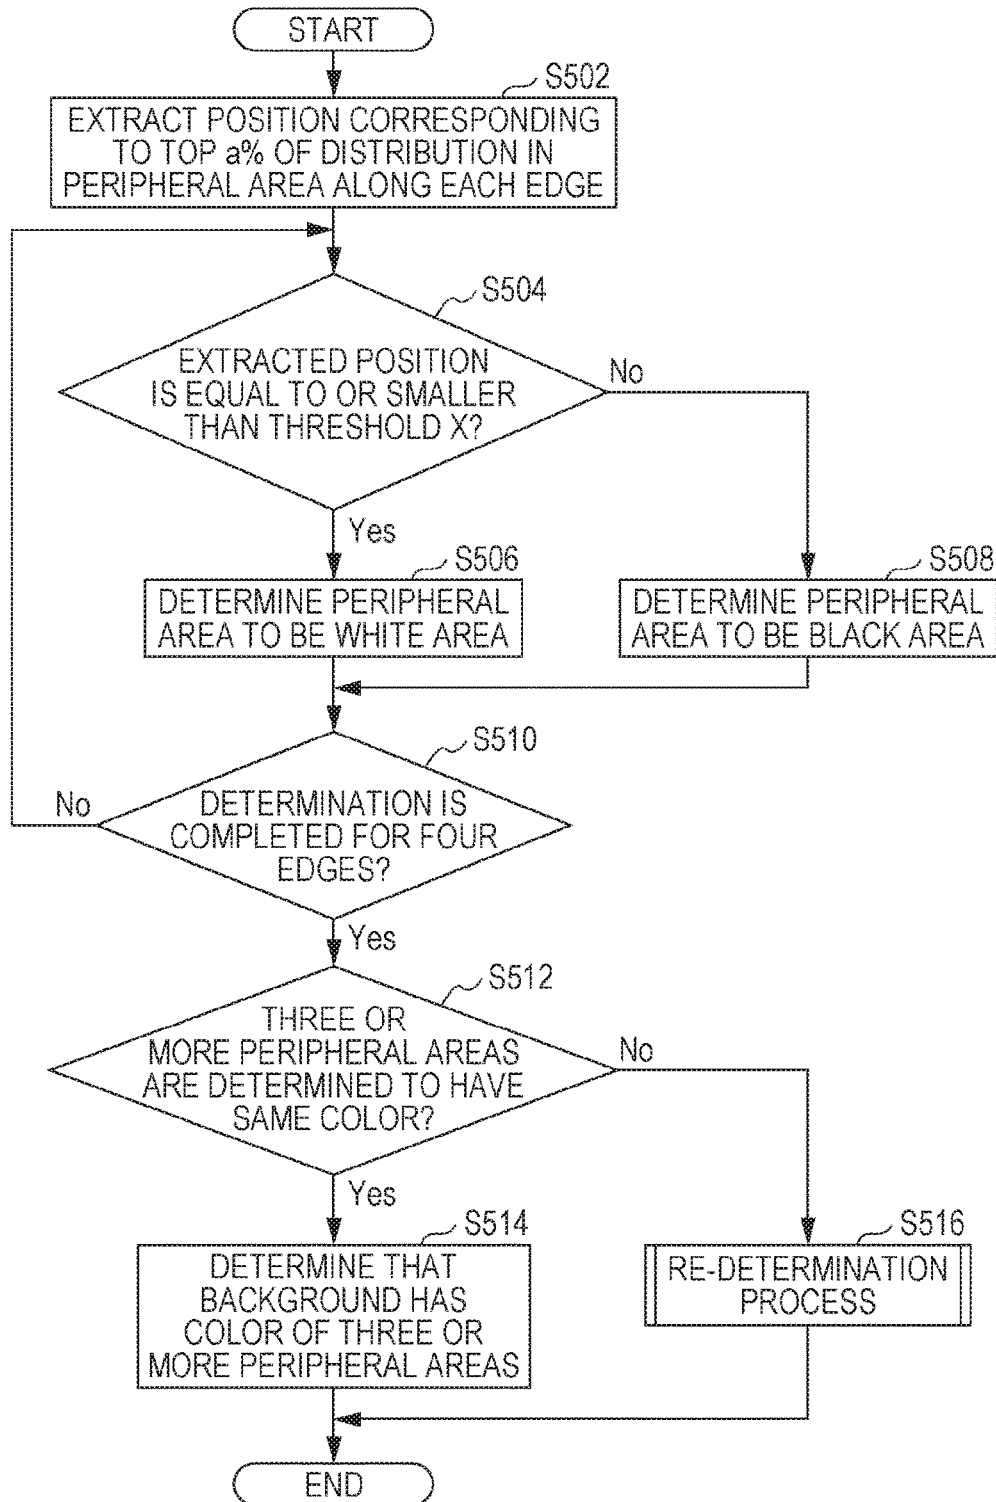 START
S502
EXTRACT POSITION CORRESPONDING
TO TOP a% OF DISTRIBUTION IN
PERIPHERAL AREA ALONG EACH EDGE
S504
EXTRACTED POSITION
IS EQUAL TO OR SMALLER
THAN THRESHOLD X?
No
Yes
S506
DETERMINE PERIPHERAL
AREA TO BE WHITE AREA
S508
DETERMINE PERIPHERAL
AREA TO BE BLACK AREA
S510
DETERMINATION IS
COMPLETED FOR FOUR
EDGES?
No
Yes
S512
THREE OR
MORE PERIPHERAL AREAS
ARE DETERMINED TO HAVE
SAME COLOR?
No
Yes
S514
DETERMINE THAT
BACKGROUND HAS
COLOR OF THREE OR
MORE PERIPHERAL AREAS
S516
RE-DETERMINATION
PROCESS
END